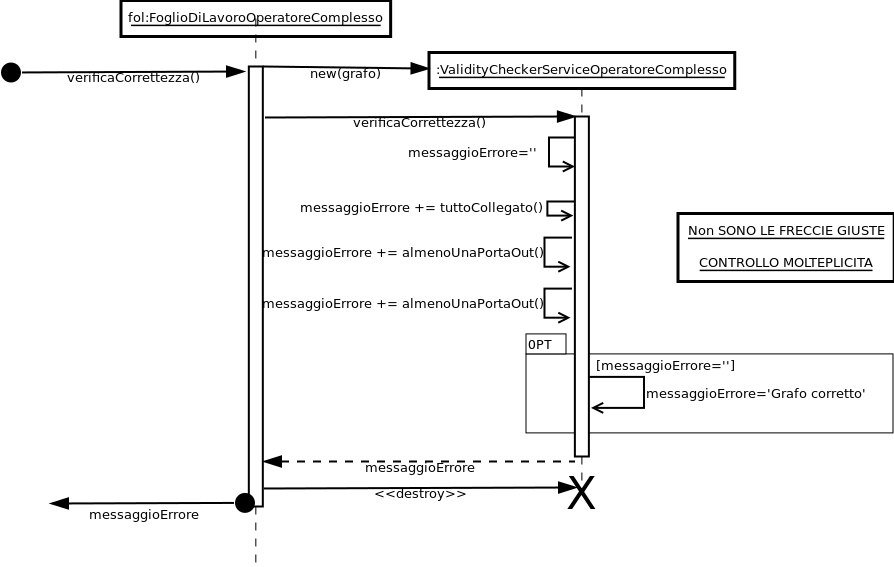 fol:FoglioDiLavoroOperatoreComplesso
:ValidityCheckerServiceOperatoreComplesso
verificaCorrettezza()
new(grafo)
verificaCorrettezza()
messaggioErrore=''
messaggioErrore += tuttoCollegato()
Non SONO LE FRECCIE GIUSTE
messaggioErrore += almenoUnaPortaOut()
CONTROLLO MOLTEPLICITA
messaggioErrore += almenoUnaPortaOut()
OPT
[messaggioErrore='']
messaggioErrore='Grafo corretto'
messaggioErrore
<<destroy>>
messaggioErrore